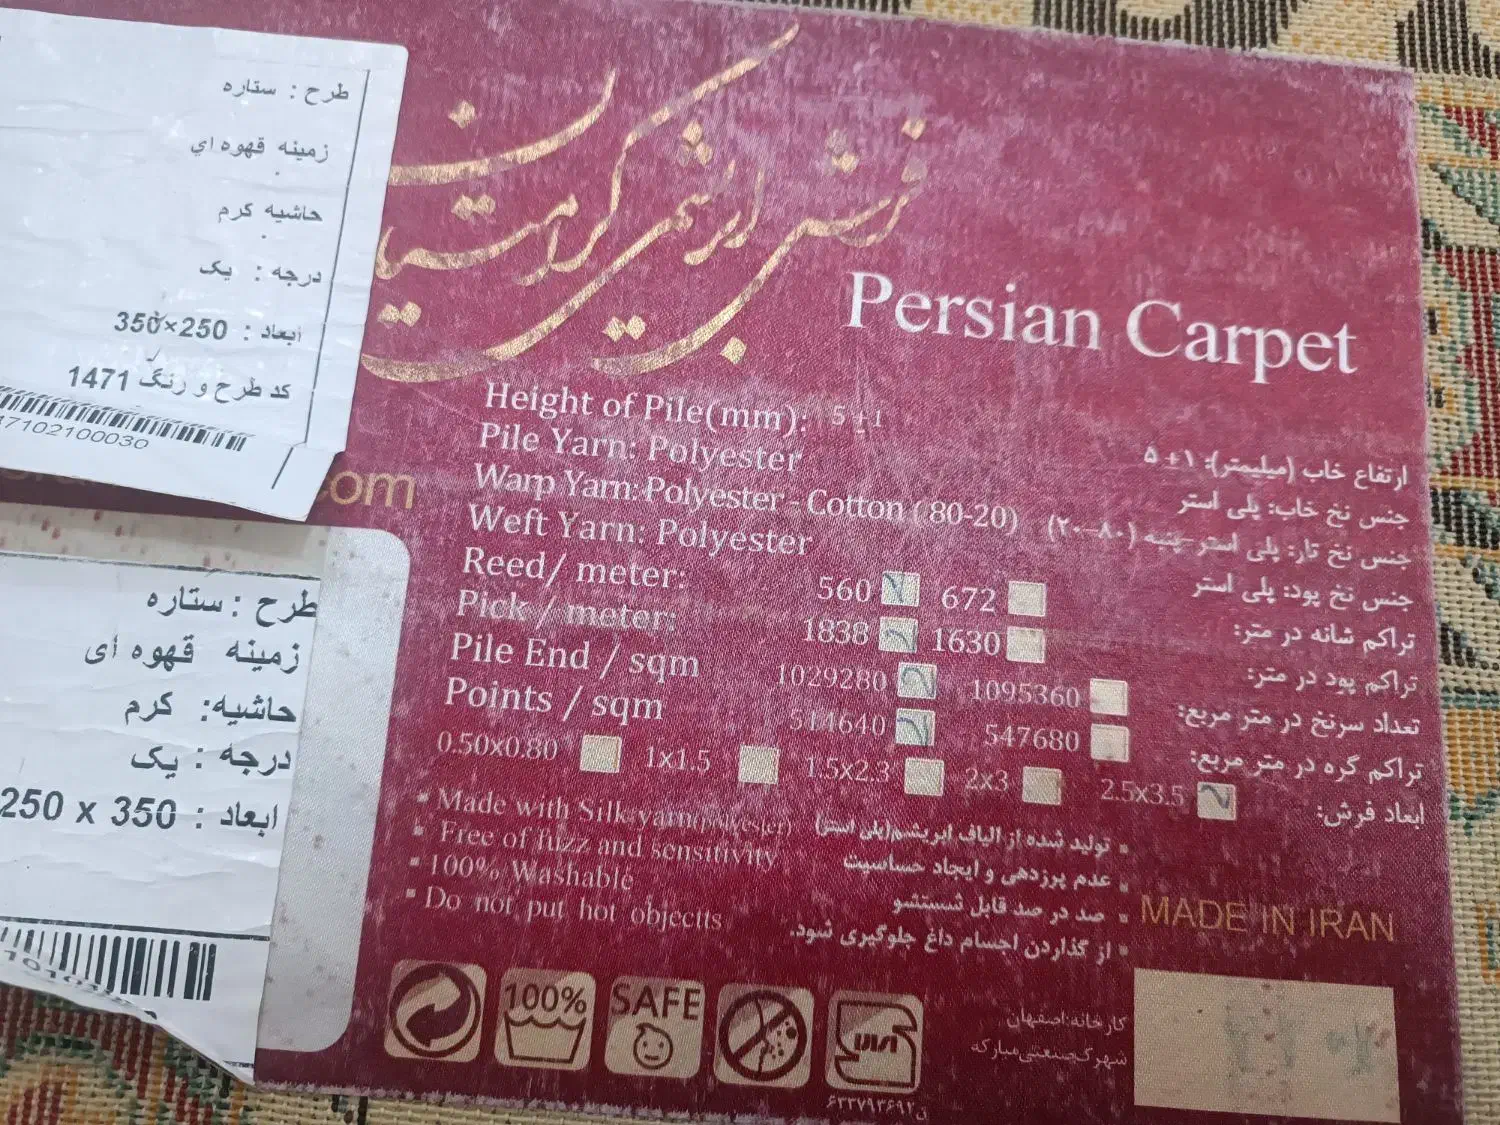 طرح : ستاره
زمینه قهوه ای
حاشیه کرم
درجه : یک
ابعاد : 250×350
کد طرح و رنگ 1471
47102100030
طرح : ستاره
زمینه قهوه ای
حاشیه: کرم
درجه : یک
ابعاد : 350 x 250
فرش ابریشمی کرامتیان
Persian Carpet
.com
Height of Pile(mm): 5±1
Pile Yarn: Polyester
Warp Yarn: Polyester - Cotton (80-20)
Weft Yarn: Polyester
Reed/ meter: 560 672
Pick / meter: 1838 1630
Pile End / sqm 1029280 1095360
Points / sqm 514640 547680
0.50x0.80 1x1.5 1.5x2.3 2x3 2.5x3.5
ارتفاع خاب (میلیمتر): ۱+ ۵
جنس نخ خاب: پلی استر
جنس نخ تار: پلی استر-پنبه (۸۰–۲۰)
جنس نخ پود: پلی استر
تراکم شانه در متر:
تراکم پود در متر:
تعداد سرنخ در متر مربع:
تراکم گره در متر مربع:
ابعاد فرش:
Made with Silk yarn(polyester)
Free of fuzz and sensitivity
100% Washable
Do not put hot objectts
تولید شده از الیاف ابریشم(پلی استر)
عدم پرزدهی و ایجاد حساسیت
صد در صد قابل شستشو
از گذاردن اجسام داغ جلوگیری شود.
MADE IN IRAN
100%
SAFE
کارخانه:اصفهان
شهرک صنعتی مبارکه